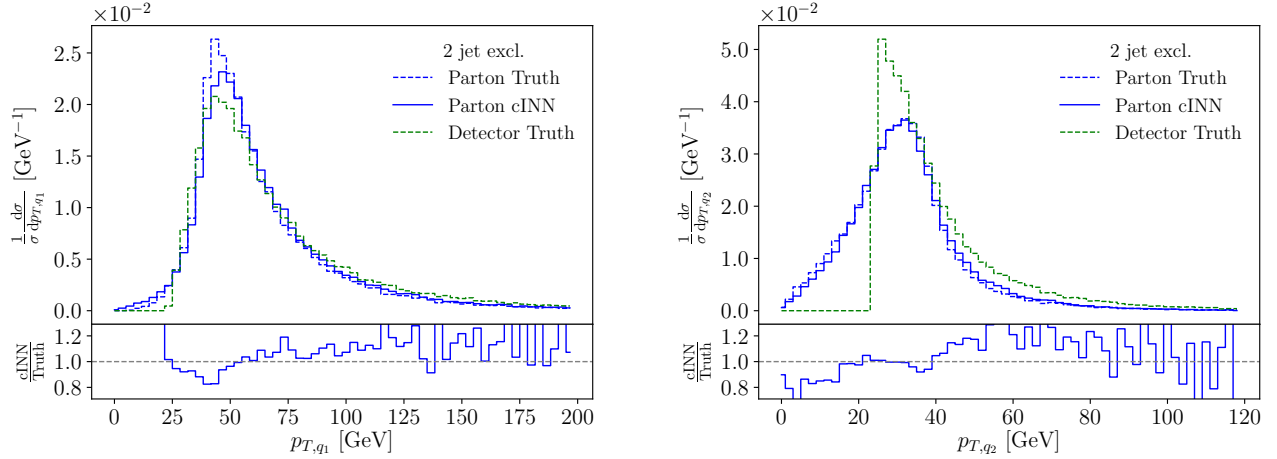 ×10⁻²
2 jet excl.
Parton Truth
Parton cINN
Detector Truth
2.5
2.0
1.5
1.0
0.5
0.0
1/σ dσ/dp_{T,q₁} [GeV⁻¹]
1.2
1.0
0.8
cINN/Truth
0 25 50 75 100 125 150 175 200
p_{T,q₁} [GeV]
×10⁻²
2 jet excl.
Parton Truth
Parton cINN
Detector Truth
5.0
4.0
3.0
2.0
1.0
0.0
1/σ dσ/dp_{T,q₂} [GeV⁻¹]
1.2
1.0
0.8
cINN/Truth
0 20 40 60 80 100 120
p_{T,q₂} [GeV]